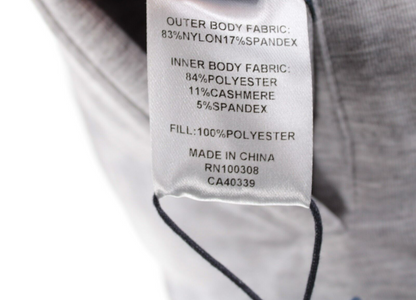 OUTER BODY FABRIC:
83%NYLON17%SPANDEX
INNER BODY FABRIC:
84%POLYESTER
11%CASHMERE
5%SPANDEX
FILL:100%POLYESTER
MADE IN CHINA
RN100308
CA40339